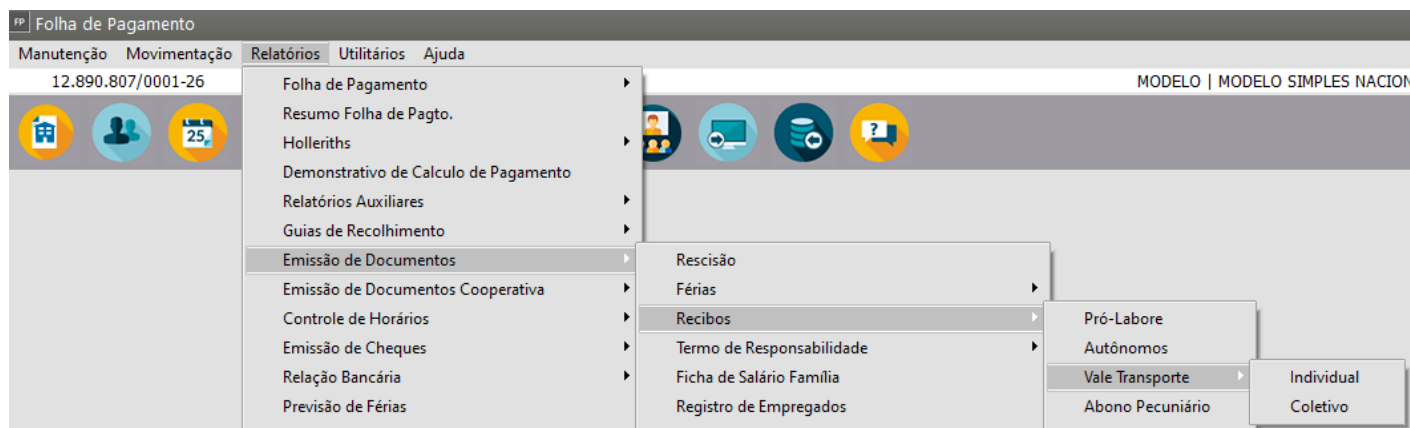 FP Folha de Pagamento
Manutenção Movimentação Relatórios Utilitários Ajuda
12.890.807/0001-26 MODELO | MODELO SIMPLES NACION
25
?
Folha de Pagamento
Resumo Folha de Pagto.
Holleriths
Demonstrativo de Calculo de Pagamento
Relatórios Auxiliares
Guias de Recolhimento
Emissão de Documentos
Emissão de Documentos Cooperativa
Controle de Horários
Emissão de Cheques
Relação Bancária
Previsão de Férias
Rescisão
Férias
Recibos
Termo de Responsabilidade
Ficha de Salário Família
Registro de Empregados
Pró-Labore
Autônomos
Vale Transporte
Abono Pecuniário
Individual
Coletivo